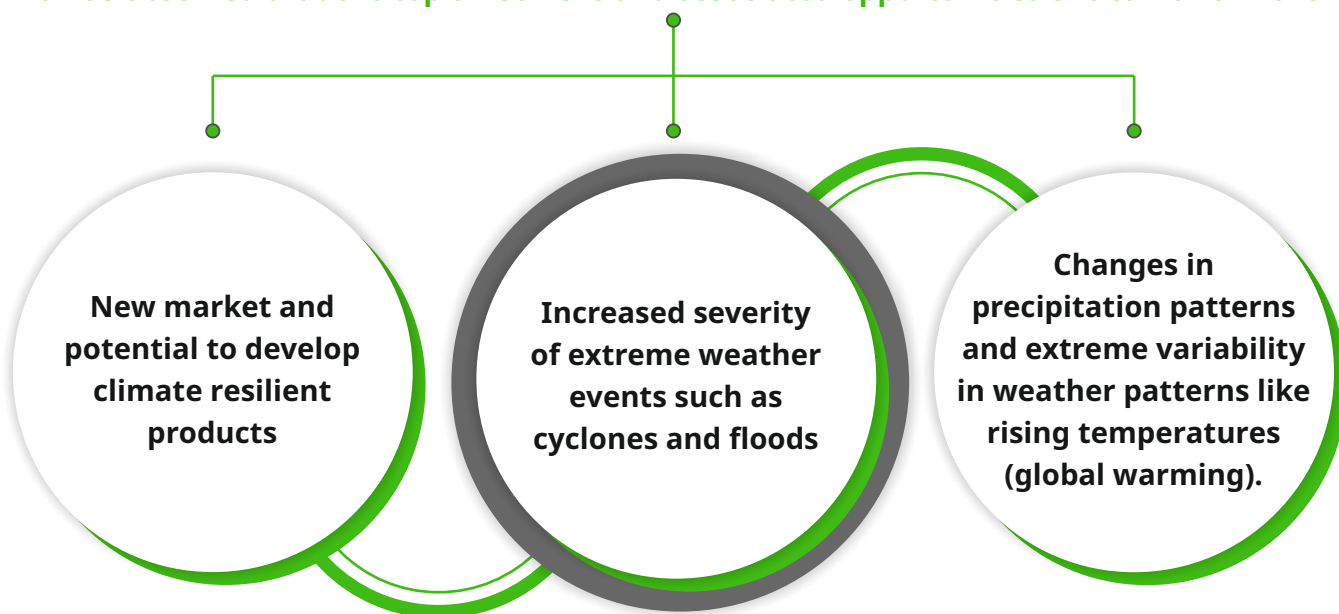 New market and
potential to develop
climate resilient
products
Increased severity
of extreme weather
events such as
cyclones and floods
Changes in
precipitation patterns
and extreme variability
in weather patterns like
rising temperatures
(global warming).